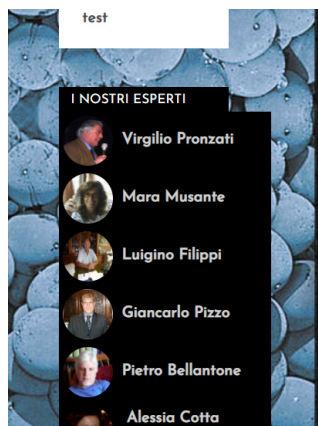 test
I NOSTRI ESPERTI
Virgilio Pronzati
Mara Musante
Luigino Filippi
Giancarlo Pizzo
Pietro Bellantone
Alessia Cotta